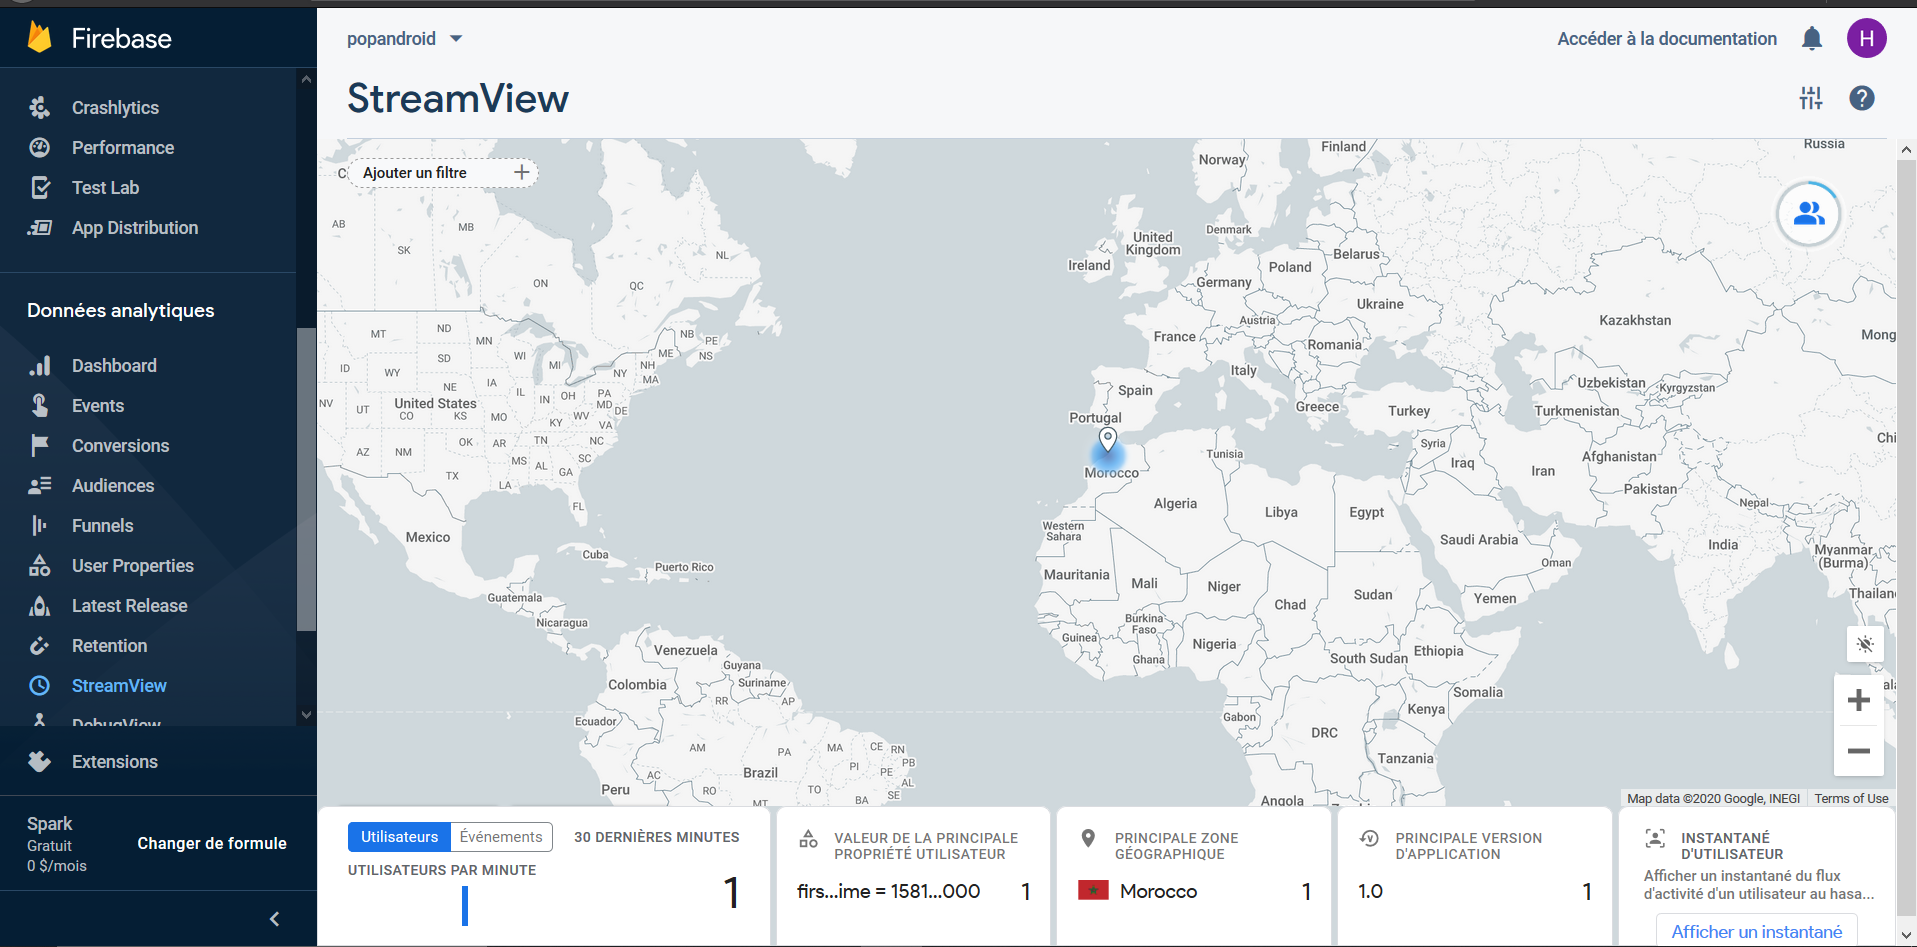 Firebase
Crashlytics
Performance
Test Lab
App Distribution
Données analytiques
Dashboard
Events
Conversions
Audiences
Funnels
User Properties
Latest Release
Retention
StreamView
DebugView
Extensions
Spark
Gratuit
0 $/mois
Changer de formule
popandroid
Accéder à la documentation
H
StreamView
C
Ajouter un filtre
Russia
Finland
Norway
AB
MB
SK
NL
ON
QC
United
Kingdom
Denmark
Ireland
Belarus
Poland
Germany
Ukraine
Austria
Kazakhstan
France
Romania
Mong
MT
ND
MN
NB
PE
NS
ID
WY
SD
WI
MI
ME
NH
NY
MA
Italy
Spain
Uzbekistan
Kyrgyzstan
NV
UT
United States
CO
NE
IA
KS
MO
IL
IN
OH
PA
MD
DE
WV
KY
VA
Greece
Turkey
Turkmenistan
Portugal
AZ
NM
OK
AR
TN
NC
SC
MS
AL
GA
TX
LA
FL
Syria
Chi
Tunisia
Morocco
Iraq
Iran
Afghanistan
Pakistan
Algeria
Libya
Egypt
Nepal
Mexico
Western
Sahara
Saudi Arabia
India
Oman
Myanmar
(Burma)
Cuba
Puerto Rico
Mauritania
Mali
Niger
Chad
Sudan
Yemen
Thailan
Guatemala
Nicaragua
Burkina
Faso
Guinea
Ghana
Nigeria
South Sudan
Ethiopia
Venezuela
Guyana
Suriname
Colombia
RR
AP
Somalia
Ecuador
Gabon
Kenya
DRC
AM
PA
MA
CE
RN
PB
PI
PE
AL
SE
AC
RO
TO
BA
MT
Brazil
Peru
Tanzania
Angola
Map data ©2020 Google, INEGI
Terms of Use
Utilisateurs
Événements
30 DERNIÈRES MINUTES
UTILISATEURS PAR MINUTE
1
VALEUR DE LA PRINCIPALE
PROPRIÉTÉ UTILISATEUR
firs...ime = 1581...000
1
PRINCIPALE ZONE
GÉOGRAPHIQUE
Morocco
1
PRINCIPALE VERSION
D'APPLICATION
1.0
1
INSTANTANÉ
D'UTILISATEUR
Afficher un instantané du flux
d'activité d'un utilisateur au hasa...
Afficher un instantané